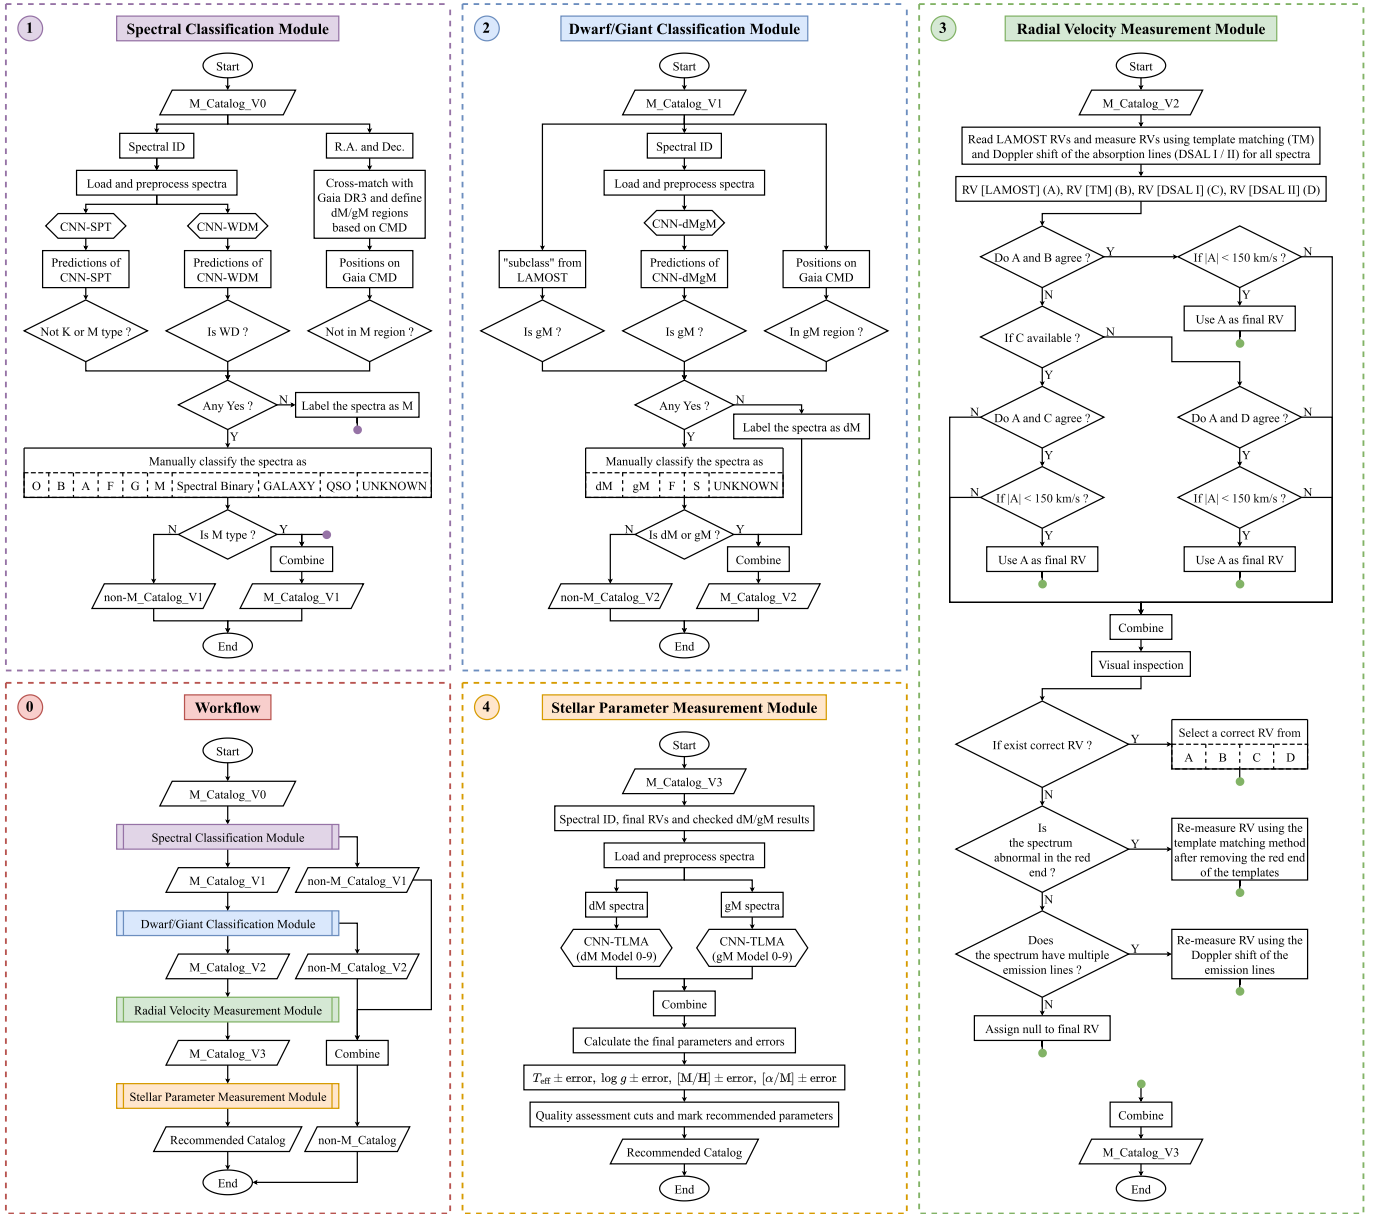 1
Spectral Classification Module
Start
M_Catalog_V0
Spectral ID
R.A. and Dec.
Load and preprocess spectra
Cross-match with
Gaia DR3 and define
dM/gM regions
based on CMD
CNN-SPT
CNN-WDM
Predictions of
CNN-SPT
Predictions of
CNN-WDM
Positions on
Gaia CMD
Not K or M type ?
Is WD ?
Not in M region ?
Any Yes ?
N
Label the spectra as M
Y
Manually classify the spectra as
O B A F G M Spectral Binary GALAXY QSO UNKNOWN
N
Is M type ?
Y
Combine
non-M_Catalog_V1
M_Catalog_V1
End
2
Dwarf/Giant Classification Module
Start
M_Catalog_V1
Spectral ID
Load and preprocess spectra
CNN-dMgM
"subclass" from
LAMOST
Predictions of
CNN-dMgM
Positions on
Gaia CMD
Is gM ?
Is gM ?
In gM region ?
Any Yes ?
N
Label the spectra as dM
Y
Manually classify the spectra as
dM gM F S UNKNOWN
N
Is dM or gM ?
Y
Combine
non-M_Catalog_V2
M_Catalog_V2
End
3
Radial Velocity Measurement Module
Start
M_Catalog_V2
Read LAMOST RVs and measure RVs using template matching (TM)
and Doppler shift of the absorption lines (DSAL I / II) for all spectra
RV [LAMOST] (A), RV [TM] (B), RV [DSAL I] (C), RV [DSAL II] (D)
Do A and B agree ?
Y
If |A| < 150 km/s ?
N
N
Y
Use A as final RV
If C available ?
N
Y
N
Do A and C agree ?
Do A and D agree ?
N
Y
Y
N
If |A| < 150 km/s ?
If |A| < 150 km/s ?
N
Y
Y
Use A as final RV
Use A as final RV
Combine
Visual inspection
If exist correct RV ?
Y
Select a correct RV from
A B C D
N
Is
the spectrum
abnormal in the red
end ?
Y
Re-measure RV using the
template matching method
after removing the red end
of the templates
N
Does
the spectrum have multiple
emission lines ?
Y
Re-measure RV using the
Doppler shift of the
emission lines
N
Assign null to final RV
Combine
M_Catalog_V3
End
0
Workflow
Start
M_Catalog_V0
Spectral Classification Module
M_Catalog_V1
non-M_Catalog_V1
Dwarf/Giant Classification Module
M_Catalog_V2
non-M_Catalog_V2
Radial Velocity Measurement Module
M_Catalog_V3
Combine
Stellar Parameter Measurement Module
Recommended Catalog
non-M_Catalog
End
4
Stellar Parameter Measurement Module
Start
M_Catalog_V3
Spectral ID, final RVs and checked dM/gM results
Load and preprocess spectra
dM spectra
gM spectra
CNN-TLMA
(dM Model 0-9)
CNN-TLMA
(gM Model 0-9)
Combine
Calculate the final parameters and errors
T_eff ± error, log g ± error, [M/H] ± error, [α/M] ± error
Quality assessment cuts and mark recommended parameters
Recommended Catalog
End